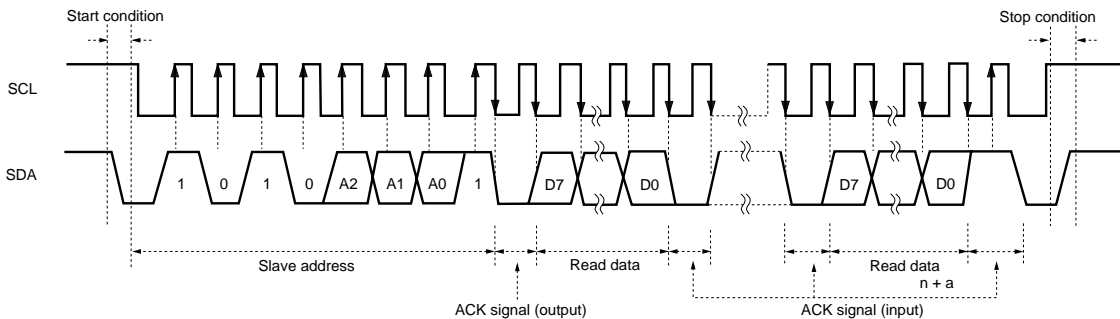 Start condition
Stop condition
SCL
SDA
1
0
1
0
A2
A1
A0
1
D7
D0
D7
D0
Slave address
Read data
Read data
n + a
ACK signal (output)
ACK signal (input)